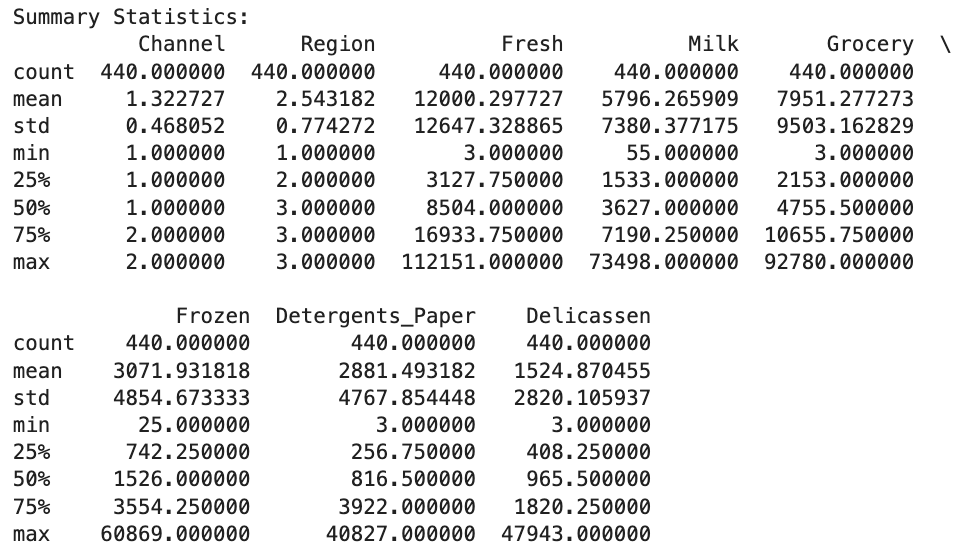 Summary Statistics:
          Channel      Region          Fresh          Milk       Grocery  \
count  440.000000  440.000000     440.000000    440.000000    440.000000
mean     1.322727    2.543182   12000.297727   5796.265909   7951.277273
std      0.468052    0.774272   12647.328865   7380.377175   9503.162829
min      1.000000    1.000000       3.000000     55.000000      3.000000
25%      1.000000    2.000000    3127.750000   1533.000000   2153.000000
50%      1.000000    3.000000    8504.000000   3627.000000   4755.500000
75%      2.000000    3.000000   16933.750000   7190.250000  10655.750000
max      2.000000    3.000000  112151.000000  73498.000000  92780.000000

             Frozen  Detergents_Paper    Delicassen
count    440.000000        440.000000    440.000000
mean    3071.931818       2881.493182   1524.870455
std     4854.673333       4767.854448   2820.105937
min       25.000000          3.000000      3.000000
25%      742.250000        256.750000    408.250000
50%     1526.000000        816.500000    965.500000
75%     3554.250000       3922.000000   1820.250000
max    60869.000000      40827.000000  47943.000000